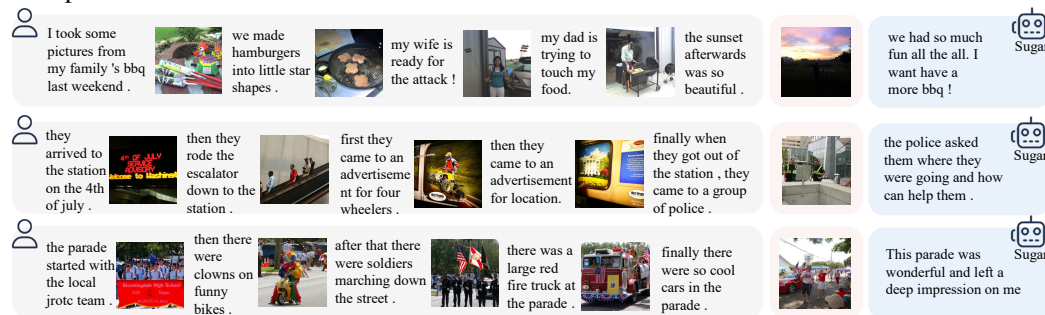 I took some
pictures from
my family 's bbq
last weekend .
we made
hamburgers
into little star
shapes .
my wife is
ready for
the attack !
my dad is
trying to
touch my
food.
the sunset
afterwards
was so
beautiful .
we had so much
fun all the all. I
want have a
more bbq !
Sugar
they
arrived to
the station
on the 4th
of july .
4TH OF JULY
SERVICE
ADVISORY
Welcome to Washin
then they
rode the
escalator
down to the
station .
first they
came to an
advertiseme
nt for four
wheelers .
then they
came to an
advertisement
for location.
finally when
they got out of
the station , they
came to a group
of police .
the police asked
them where they
were going and how
can help them .
Sugar
the parade
started with
the local
jrotc team .
then there
were
clowns on
funny
bikes .
after that there
were soldiers
marching down
the street .
there was a
large red
fire truck at
the parade .
finally there
were so cool
cars in the
parade .
This parade was
wonderful and left a
deep impression on me
Sugar